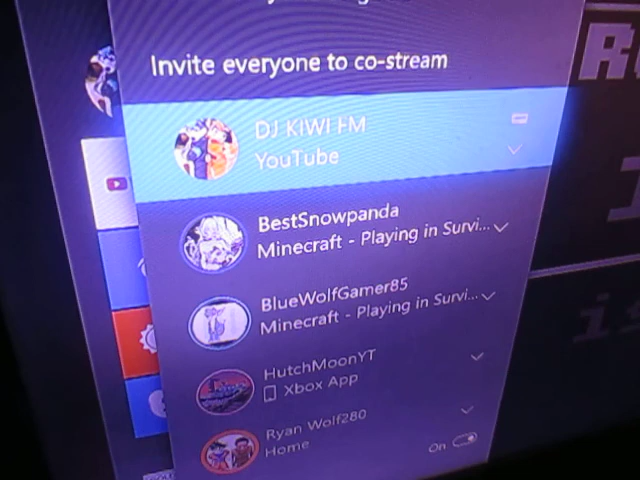 Invite everyone to co-stream
DJ KIWI FM
YouTube
BestSnowpanda
Minecraft - Playing in Survi...
BlueWolfGamer85
Minecraft - Playing in Survi...
HutchMoonYT
Xbox App
Ryan Wolf280
Home
On